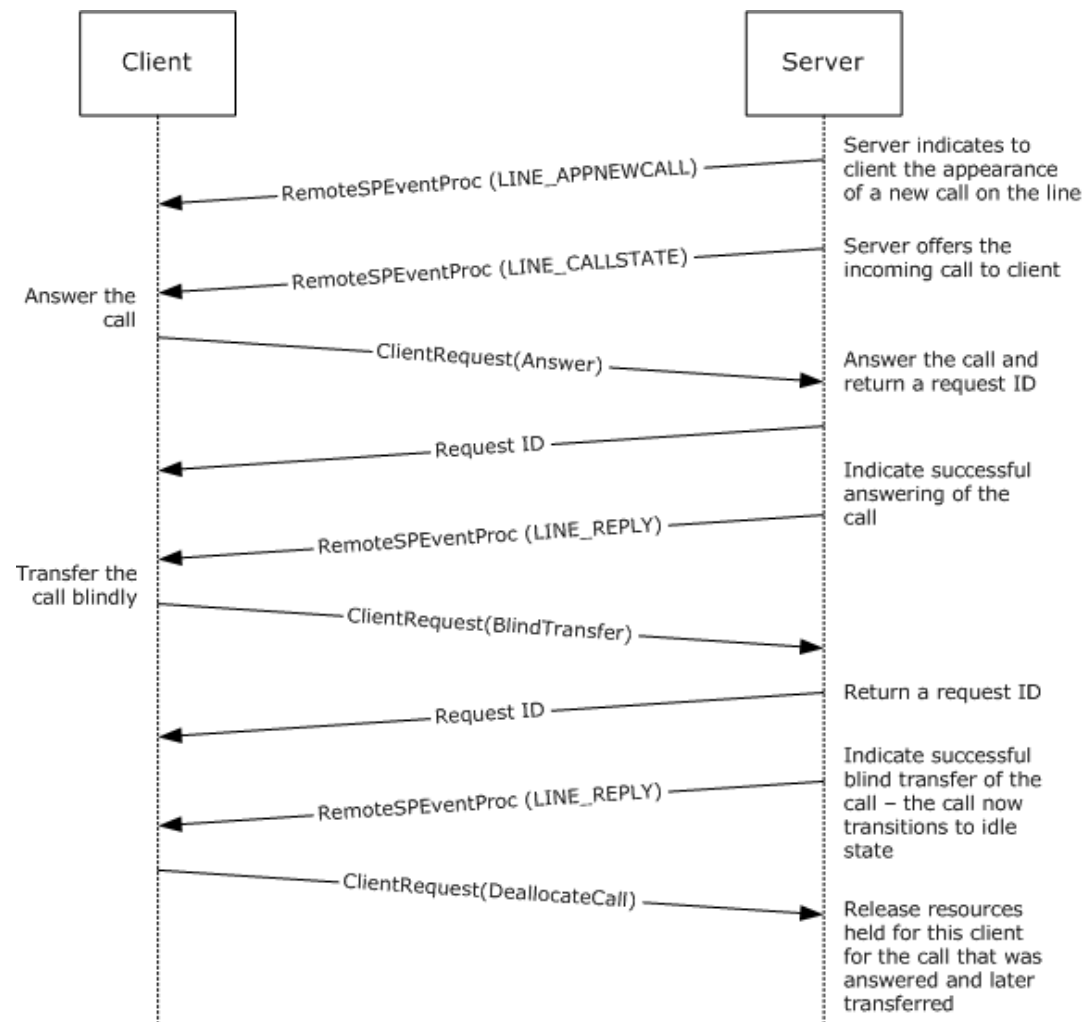 Client
Server
Server indicates to
client the appearance
of a new call on the line
RemoteSPEventProc (LINE_APPNEWCALL)
Server offers the
incoming call to client
RemoteSPEventProc (LINE_CALLSTATE)
Answer the
call
ClientRequest(Answer)
Answer the call and
return a request ID
Request ID
Indicate successful
answering of the
call
RemoteSPEventProc (LINE_REPLY)
Transfer the
call blindly
ClientRequest(BlindTransfer)
Return a request ID
Request ID
Indicate successful
blind transfer of the
call – the call now
transitions to idle
state
RemoteSPEventProc (LINE_REPLY)
ClientRequest(DeallocateCall)
Release resources
held for this client
for the call that was
answered and later
transferred